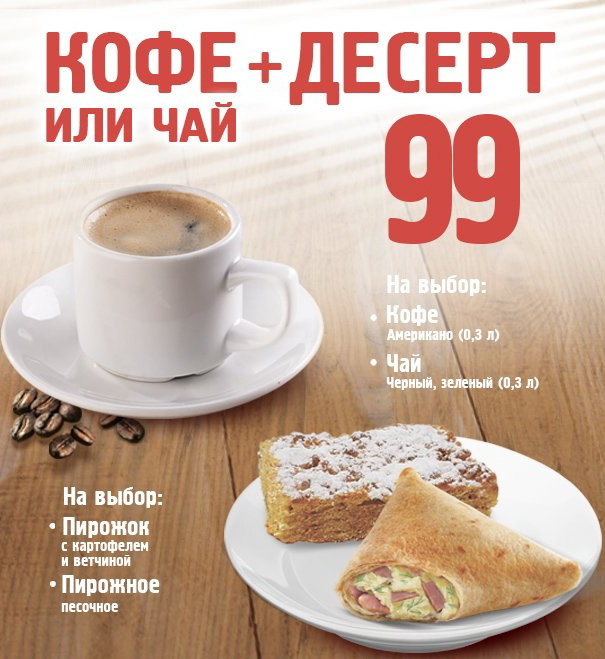 КОФЕ + ДЕСЕРТ
ИЛИ ЧАЙ
99
На выбор:
• Кофе
Американо (0,3 л)
• Чай
Черный, зеленый (0,3 л)
На выбор:
• Пирожок
с картофелем
и ветчиной
• Пирожное
песочное